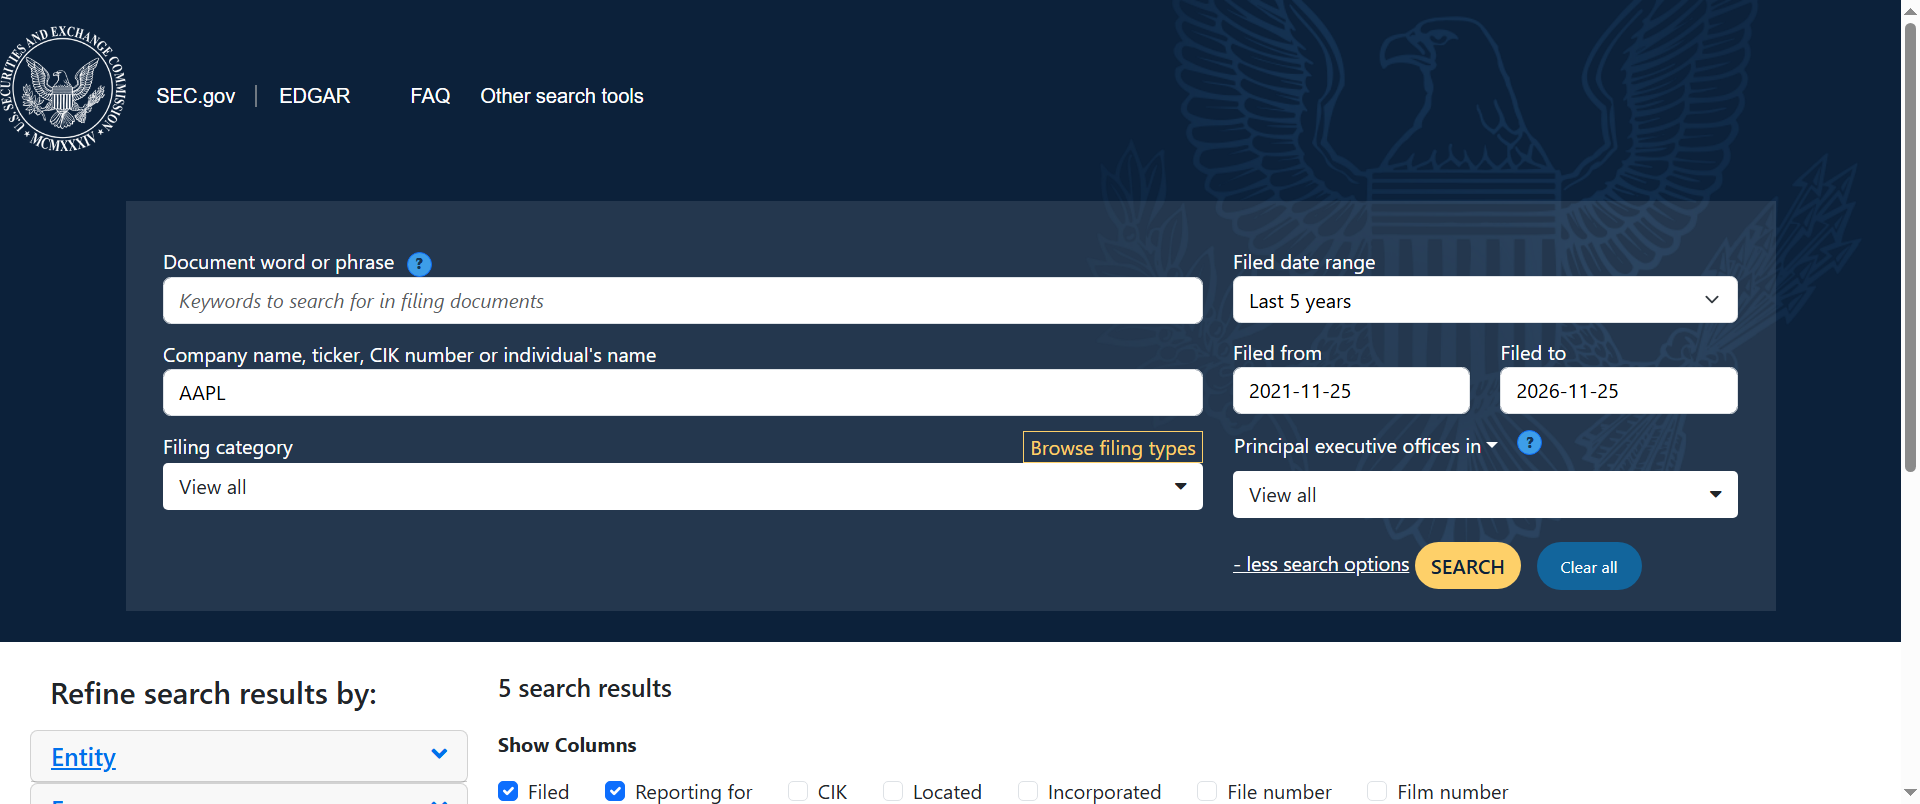 U.S. SECURITIES AND EXCHANGE COMMISSION
MCMXXXIV
SEC.gov
EDGAR
FAQ
Other search tools
Document word or phrase ?
Keywords to search for in filing documents
Filed date range
Last 5 years
Company name, ticker, CIK number or individual's name
AAPL
Filed from
2021-11-25
Filed to
2026-11-25
Filing category
Browse filing types
View all
Principal executive offices in ?
View all
- less search options
SEARCH
Clear all
Refine search results by:
Entity
5 search results
Show Columns
Filed
Reporting for
CIK
Located
Incorporated
File number
Film number